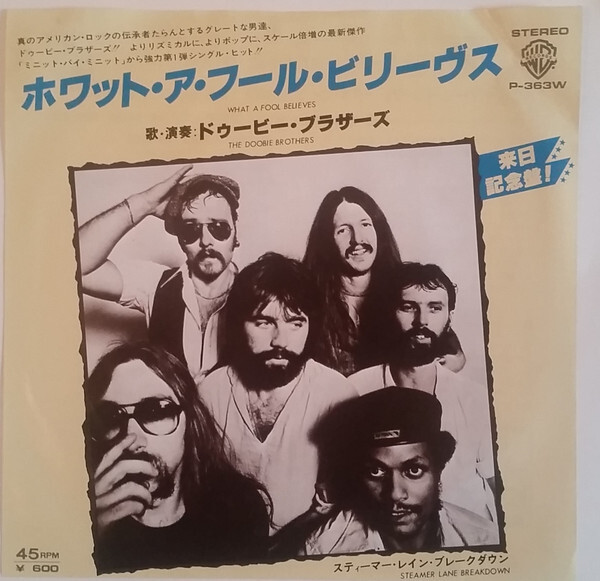 真のアメリカン・ロックの伝承者たらんとするグレートな男達、
ドゥービー・ブラザーズ!! よりリズミカルに、よりポップに、スケール倍増の最新傑作
「ミニット・バイ・ミニット」から強力第1弾シングル・ヒット!!
STEREO
P-363W
ホワット・ア・フール・ビリーヴス
WHAT A FOOL BELIEVES
歌・演奏:ドゥービー・ブラザーズ
THE DOOBIE BROTHERS
来日
記念盤!
45RPM
¥ 600
スティーマー・レイン・ブレークダウン
STEAMER LANE BREAKDOWN